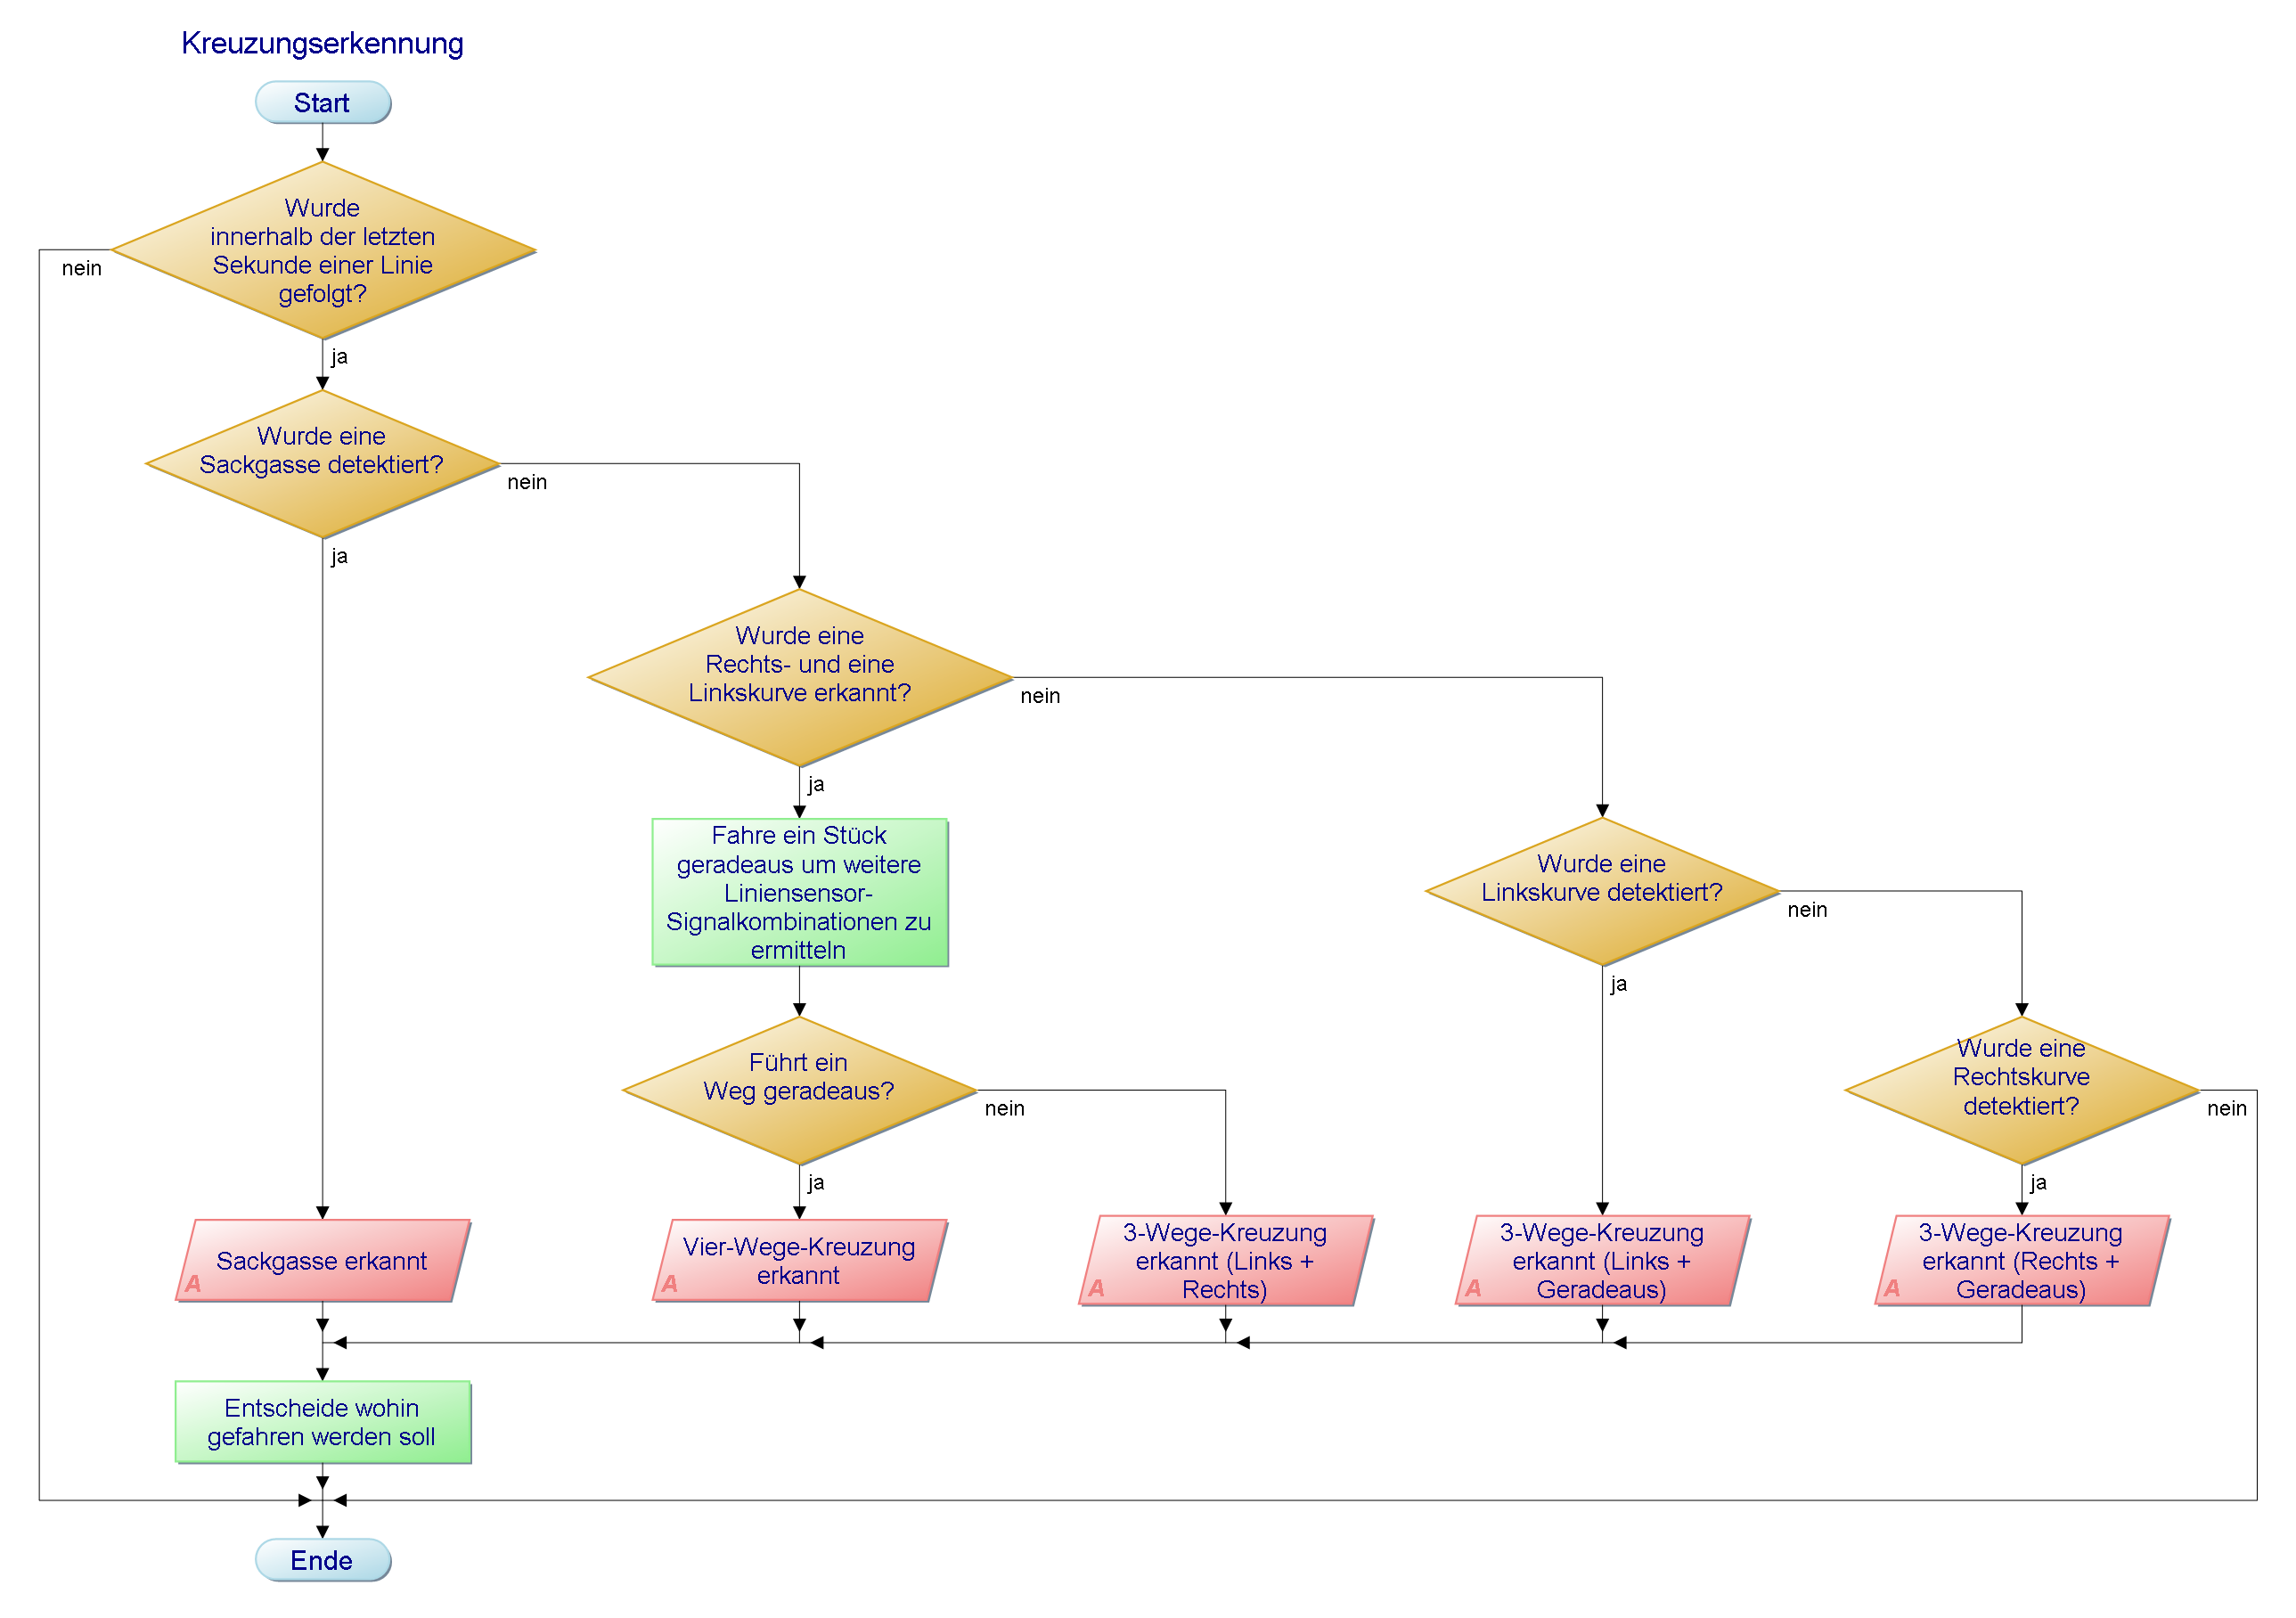 Kreuzungserkennung
Start
Wurde
innerhalb der letzten
Sekunde einer Linie
gefolgt?
nein
ja
Wurde eine
Sackgasse detektiert?
nein
ja
Wurde eine
Rechts- und eine
Linkskurve erkannt?
nein
ja
Fahre ein Stück
geradeaus um weitere
Liniensensor-
Signalkombinationen zu
ermitteln
Wurde eine
Linkskurve detektiert?
nein
ja
Führt ein
Weg geradeaus?
nein
ja
Wurde eine
Rechtskurve
detektiert?
nein
ja
Sackgasse erkannt
A
Vier-Wege-Kreuzung
erkannt
A
3-Wege-Kreuzung
erkannt (Links +
Rechts)
A
3-Wege-Kreuzung
erkannt (Links +
Geradeaus)
A
3-Wege-Kreuzung
erkannt (Rechts +
Geradeaus)
A
Entscheide wohin
gefahren werden soll
Ende